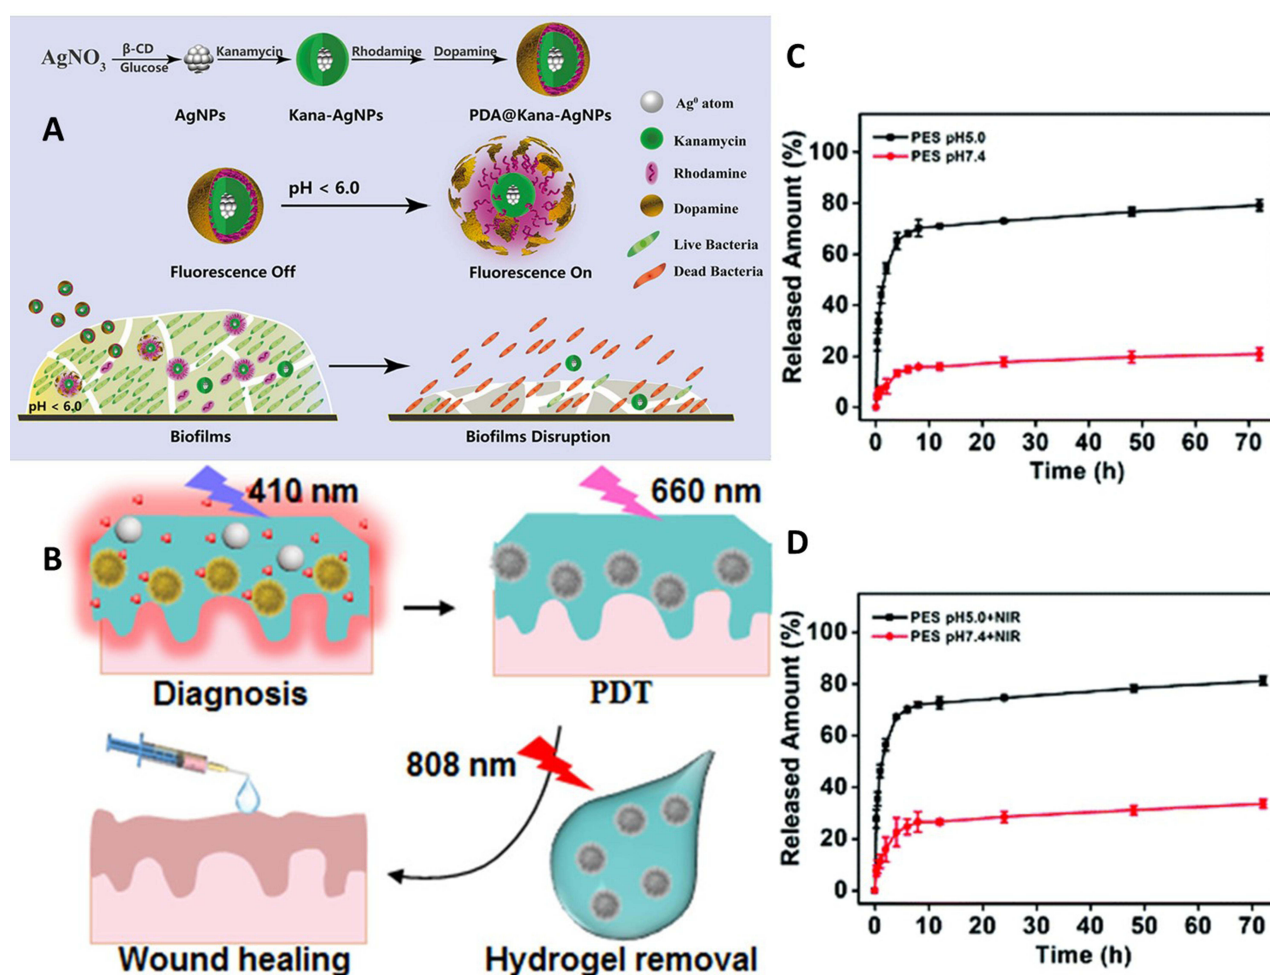 AgNO3
β-CD
Glucose
AgNPs
Kanamycin
Kana-AgNPs
Rhodamine
Dopamine
PDA@Kana-AgNPs
A
Ag⁰ atom
Kanamycin
Rhodamine
Dopamine
Live Bacteria
Dead Bacteria
pH < 6.0
Fluorescence Off
Fluorescence On
pH < 6.0
Biofilms
Biofilms Disruption
B
410 nm
Diagnosis
660 nm
PDT
808 nm
Wound healing
Hydrogel removal
C
PES pH5.0
PES pH7.4
Released Amount (%)
100
80
60
40
20
0
0 10 20 30 40 50 60 70
Time (h)
D
PES pH5.0+NIR
PES pH7.4+NIR
Released Amount (%)
100
80
60
40
20
0
0 10 20 30 40 50 60 70
Time (h)